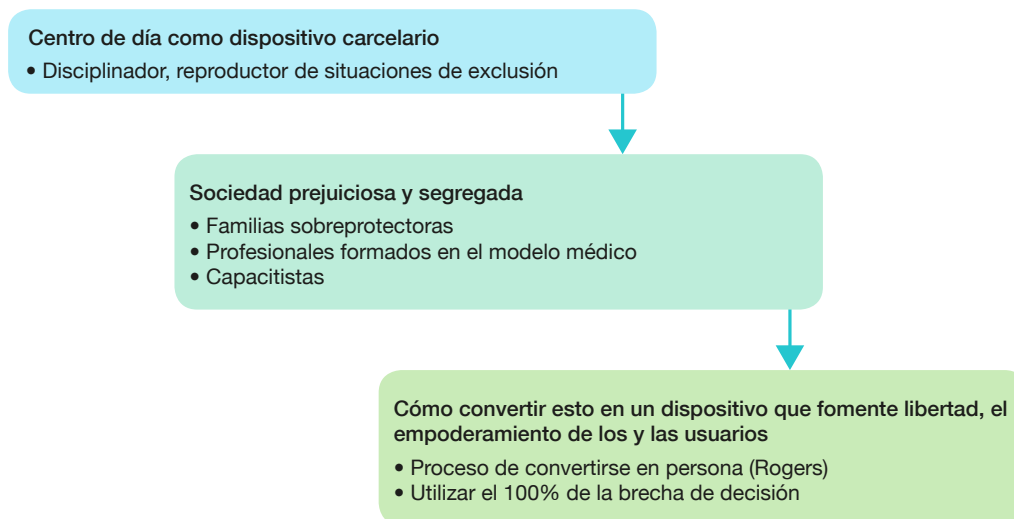 Centro de día como dispositivo carcelario
• Disciplinador, reproductor de situaciones de exclusión
Sociedad prejuiciosa y segregada
• Familias sobreprotectoras
• Profesionales formados en el modelo médico
• Capacitistas
Cómo convertir esto en un dispositivo que fomente libertad, el
empoderamiento de los y las usuarios
• Proceso de convertirse en persona (Rogers)
• Utilizar el 100% de la brecha de decisión